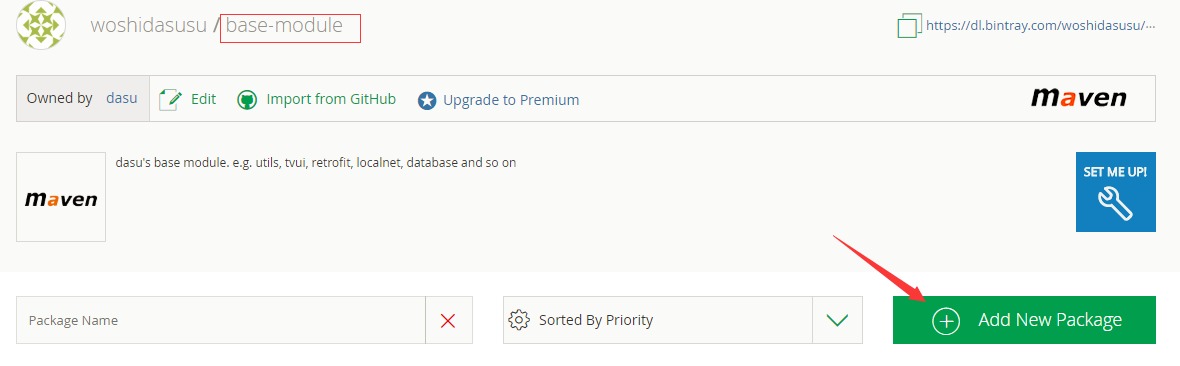 woshidasusu / base-module
https://dl.bintray.com/woshidasusu/···
Owned by dasu Edit Import from GitHub Upgrade to Premium maven
dasu's base module. e.g. utils, tvui, retrofit, localnet, database and so on
maven
SET ME UP!
Package Name
Sorted By Priority
Add New Package